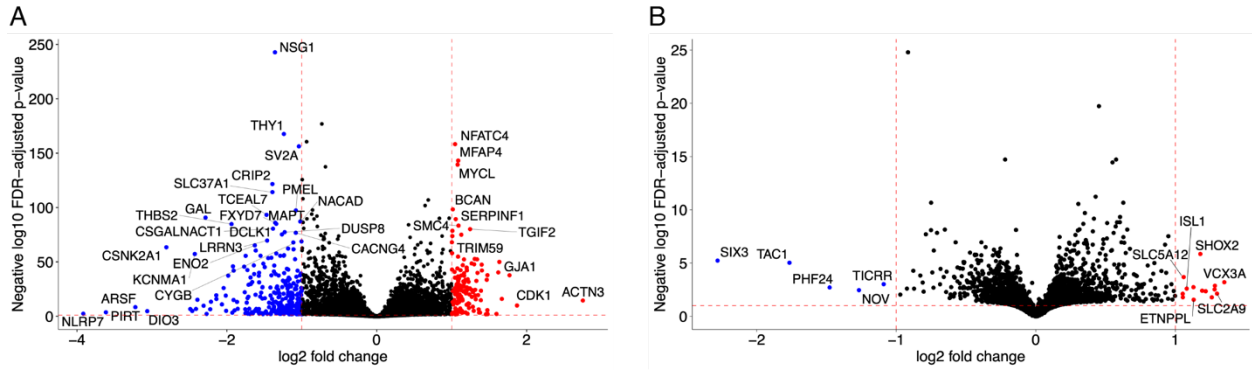 A
250
200
150
100
50
0
Negative log10 FDR-adjusted p-value
NSG1
THY1
SV2A
NFATC4
MFAP4
MYCL
CRIP2
SLC37A1
PMEL
TCEAL7
NACAD
BCAN
GAL
FXYD7
MAPT
SERPINF1
THBS2
SMC4
CSGALNACT1
DCLK1
DUSP8
TGIF2
LRRN3
CACNG4
CSNK2A1
TRIM59
ENO2
GJA1
KCNMA1
CYGB
CDK1
ACTN3
ARSF
PIRT
NLRP7
DIO3
-4
-2
0
2
log2 fold change
B
25
20
15
10
5
0
Negative log10 FDR-adjusted p-value
ISL1
SIX3
TAC1
SHOX2
SLC5A12
PHF24
TICRR
VCX3A
NOV
SLC2A9
ETNPPL
-2
-1
0
1
log2 fold change